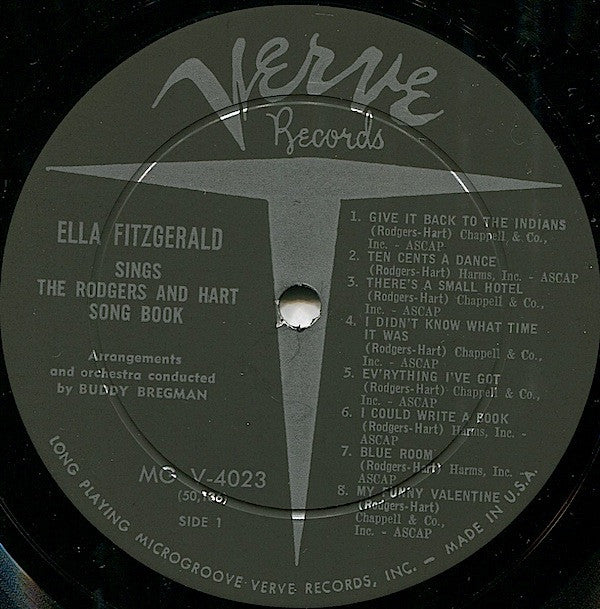 Verve
Records
ELLA FITZGERALD
SINGS
THE RODGERS AND HART
SONG BOOK
Arrangements
and orchestra conducted
by BUDDY BREGMAN
MG V-4023
(50,136)
SIDE 1
1. GIVE IT BACK TO THE INDIANS
(Rodgers-Hart) Chappell & Co.,
Inc. - ASCAP
2. TEN CENTS A DANCE
(Rodgers-Hart) Harms, Inc. - ASCAP
3. THERE'S A SMALL HOTEL
(Rodgers-Hart) Chappell & Co.,
Inc. - ASCAP
4. I DIDN'T KNOW WHAT TIME
IT WAS
(Rodgers-Hart) Chappell & Co.,
Inc. - ASCAP
5. EV'RYTHING I'VE GOT
(Rodgers-Hart) Chappell & Co.,
Inc. - ASCAP
6. I COULD WRITE A BOOK
(Rodgers-Hart) Harms, Inc. -
ASCAP
7. BLUE ROOM
(Rodgers-Hart) Harms, Inc. -
ASCAP
8. MY FUNNY VALENTINE
(Rodgers-Hart)
Chappell & Co.,
Inc. - ASCAP
LONG PLAYING MICROGROOVE-VERVE RECORDS, INC. - MADE IN U.S.A.